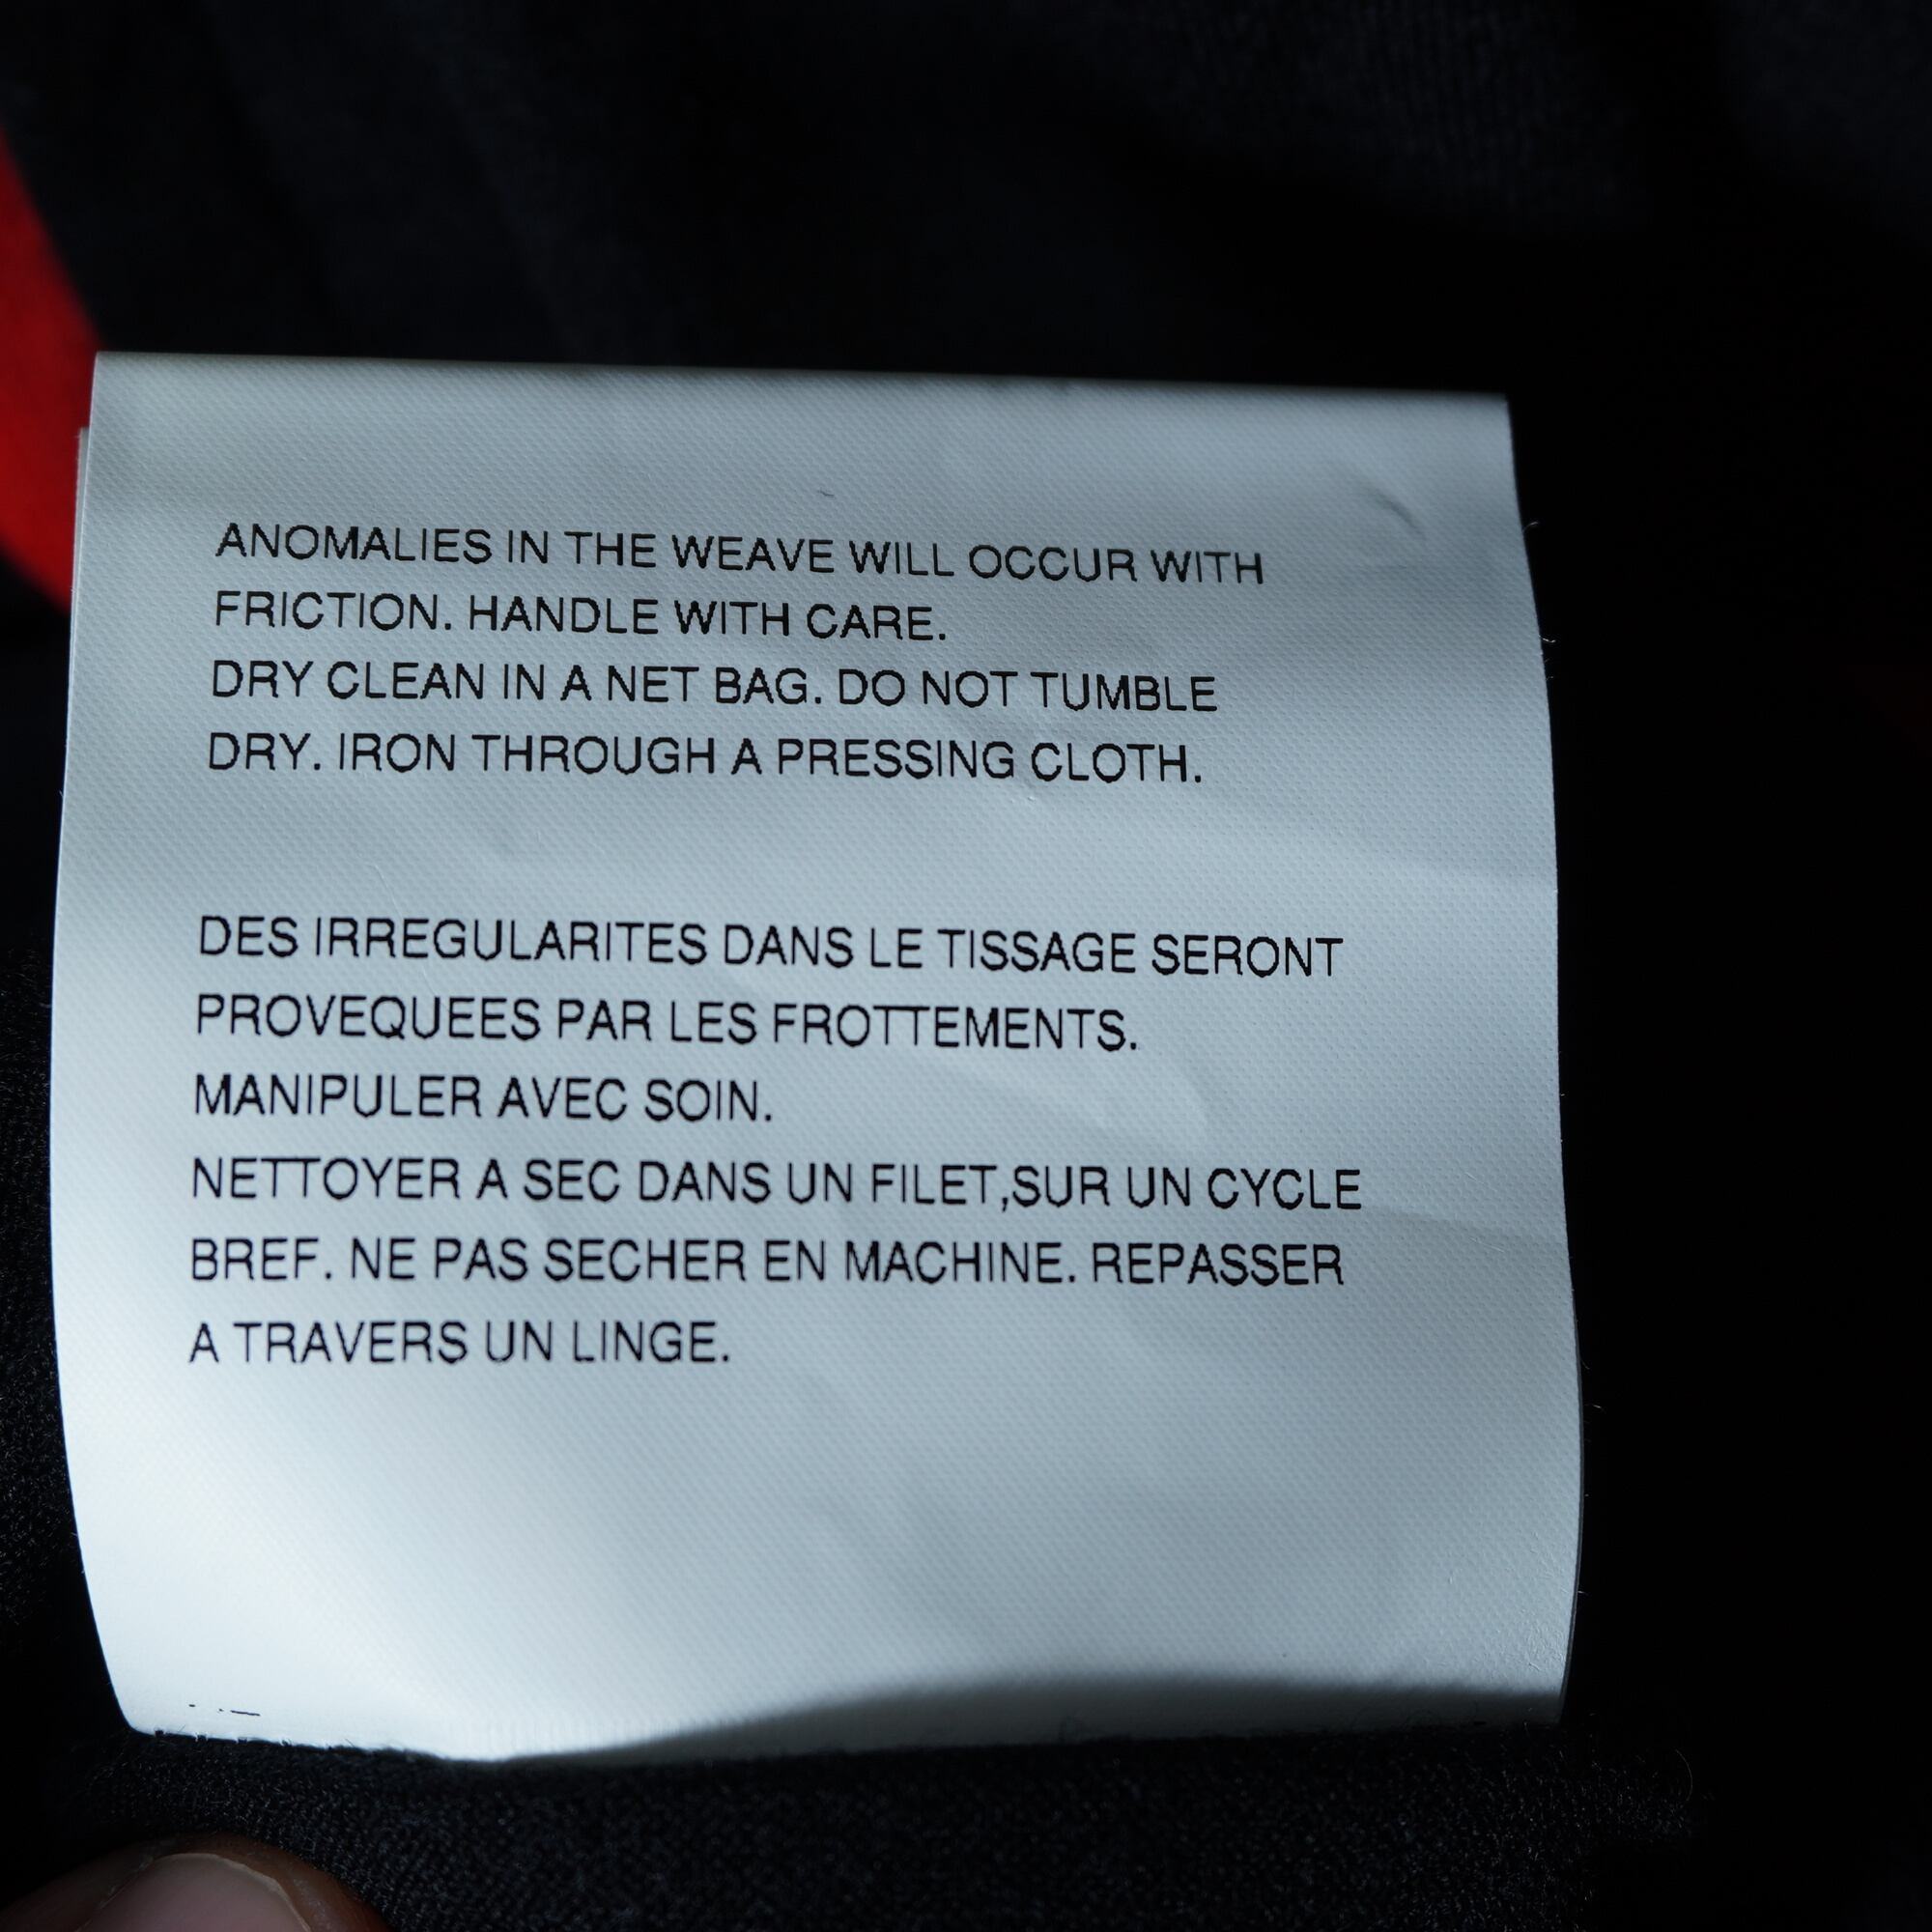 ANOMALIES IN THE WEAVE WILL OCCUR WITH
FRICTION. HANDLE WITH CARE.
DRY CLEAN IN A NET BAG. DO NOT TUMBLE
DRY. IRON THROUGH A PRESSING CLOTH.
DES IRREGULARITES DANS LE TISSAGE SERONT
PROVEQUEES PAR LES FROTTEMENTS.
MANIPULER AVEC SOIN.
NETTOYER A SEC DANS UN FILET,SUR UN CYCLE
BREF. NE PAS SECHER EN MACHINE. REPASSER
A TRAVERS UN LINGE.